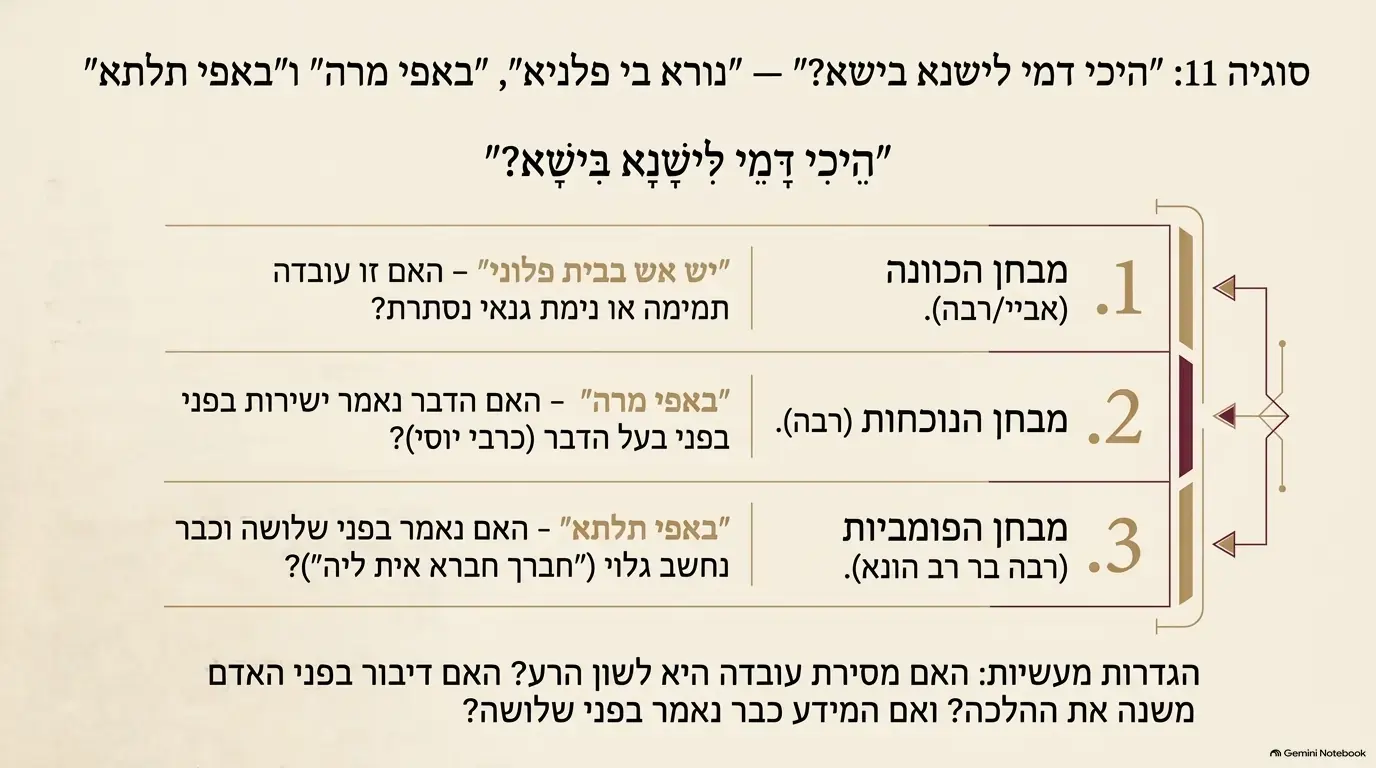 סוגיה 11: "היכי דמי לישנא בישא?" — "נורא בי פלניא", "באפי מרה" ו"באפי תלתא"
"הֵיכִי דָּמֵי לִּישָּׁנָא בִּישָׁא?"
1.
מבחן הכוונה
(אביי/רבה).
"יש אש בבית פלוני" – האם זו עובדה
תמימה או נימת גנאי נסתרת?
2.
מבחן הנוכחות (רבה).
"באפי מרה" – האם הדבר נאמר ישירות בפני
בפני בעל הדבר (כרבי יוסי)?
3.
מבחן הפומביות
(רבה בר רב הונא).
"באפי תלתא" – האם נאמר בפני שלושה וכבר
נחשב גלוי ("חברך חברא אית ליה")?
הגדרות מעשיות: האם מסירת עובדה היא לשון הרע? האם דיבור בפני האדם
משנה את ההלכה? ואם המידע כבר נאמר בפני שלושה?
Gemini Notebook